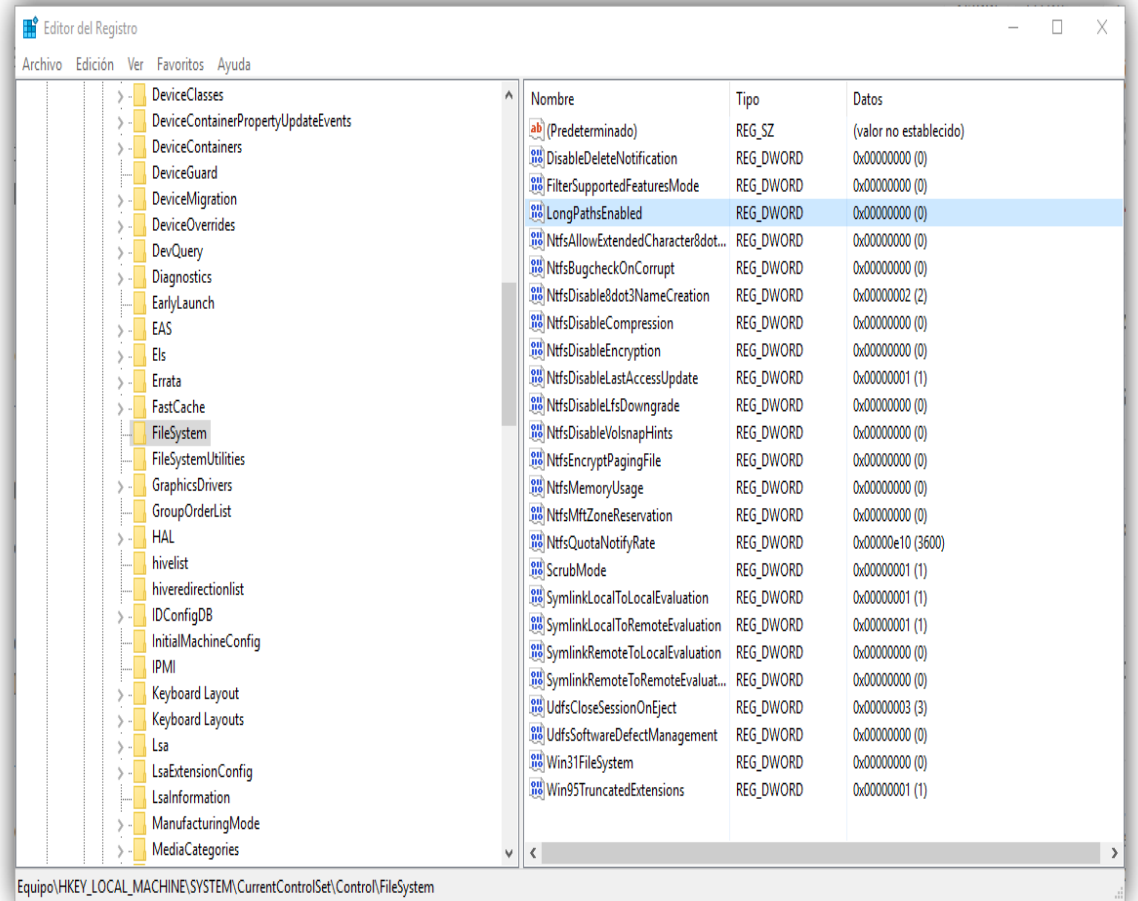 Editor del Registro
Archivo Edición Ver Favoritos Ayuda
DeviceClasses
DeviceContainerPropertyUpdateEvents
DeviceContainers
DeviceGuard
DeviceMigration
DeviceOverrides
DevQuery
Diagnostics
EarlyLaunch
EAS
Els
Errata
FastCache
FileSystem
FileSystemUtilities
GraphicsDrivers
GroupOrderList
HAL
hivelist
hiveredirectionlist
IDConfigDB
InitialMachineConfig
IPMI
Keyboard Layout
Keyboard Layouts
Lsa
LsaExtensionConfig
LsaInformation
ManufacturingMode
MediaCategories
Nombre Tipo Datos
(Predeterminado) REG_SZ (valor no establecido)
DisableDeleteNotification REG_DWORD 0x00000000 (0)
FilterSupportedFeaturesMode REG_DWORD 0x00000000 (0)
LongPathsEnabled REG_DWORD 0x00000000 (0)
NtfsAllowExtendedCharacter8dot... REG_DWORD 0x00000000 (0)
NtfsBugcheckOnCorrupt REG_DWORD 0x00000000 (0)
NtfsDisable8dot3NameCreation REG_DWORD 0x00000002 (2)
NtfsDisableCompression REG_DWORD 0x00000000 (0)
NtfsDisableEncryption REG_DWORD 0x00000000 (0)
NtfsDisableLastAccessUpdate REG_DWORD 0x00000001 (1)
NtfsDisableLfsDowngrade REG_DWORD 0x00000000 (0)
NtfsDisableVolsnapHints REG_DWORD 0x00000000 (0)
NtfsEncryptPagingFile REG_DWORD 0x00000000 (0)
NtfsMemoryUsage REG_DWORD 0x00000000 (0)
NtfsMftZoneReservation REG_DWORD 0x00000000 (0)
NtfsQuotaNotifyRate REG_DWORD 0x00000e10 (3600)
ScrubMode REG_DWORD 0x00000001 (1)
SymlinkLocalToLocalEvaluation REG_DWORD 0x00000001 (1)
SymlinkLocalToRemoteEvaluation REG_DWORD 0x00000001 (1)
SymlinkRemoteToLocalEvaluation REG_DWORD 0x00000000 (0)
SymlinkRemoteToRemoteEvaluat... REG_DWORD 0x00000000 (0)
UdfsCloseSessionOnEject REG_DWORD 0x00000003 (3)
UdfsSoftwareDefectManagement REG_DWORD 0x00000000 (0)
Win31FileSystem REG_DWORD 0x00000000 (0)
Win95TruncatedExtensions REG_DWORD 0x00000001 (1)
Equipo\HKEY_LOCAL_MACHINE\SYSTEM\CurrentControlSet\Control\FileSystem